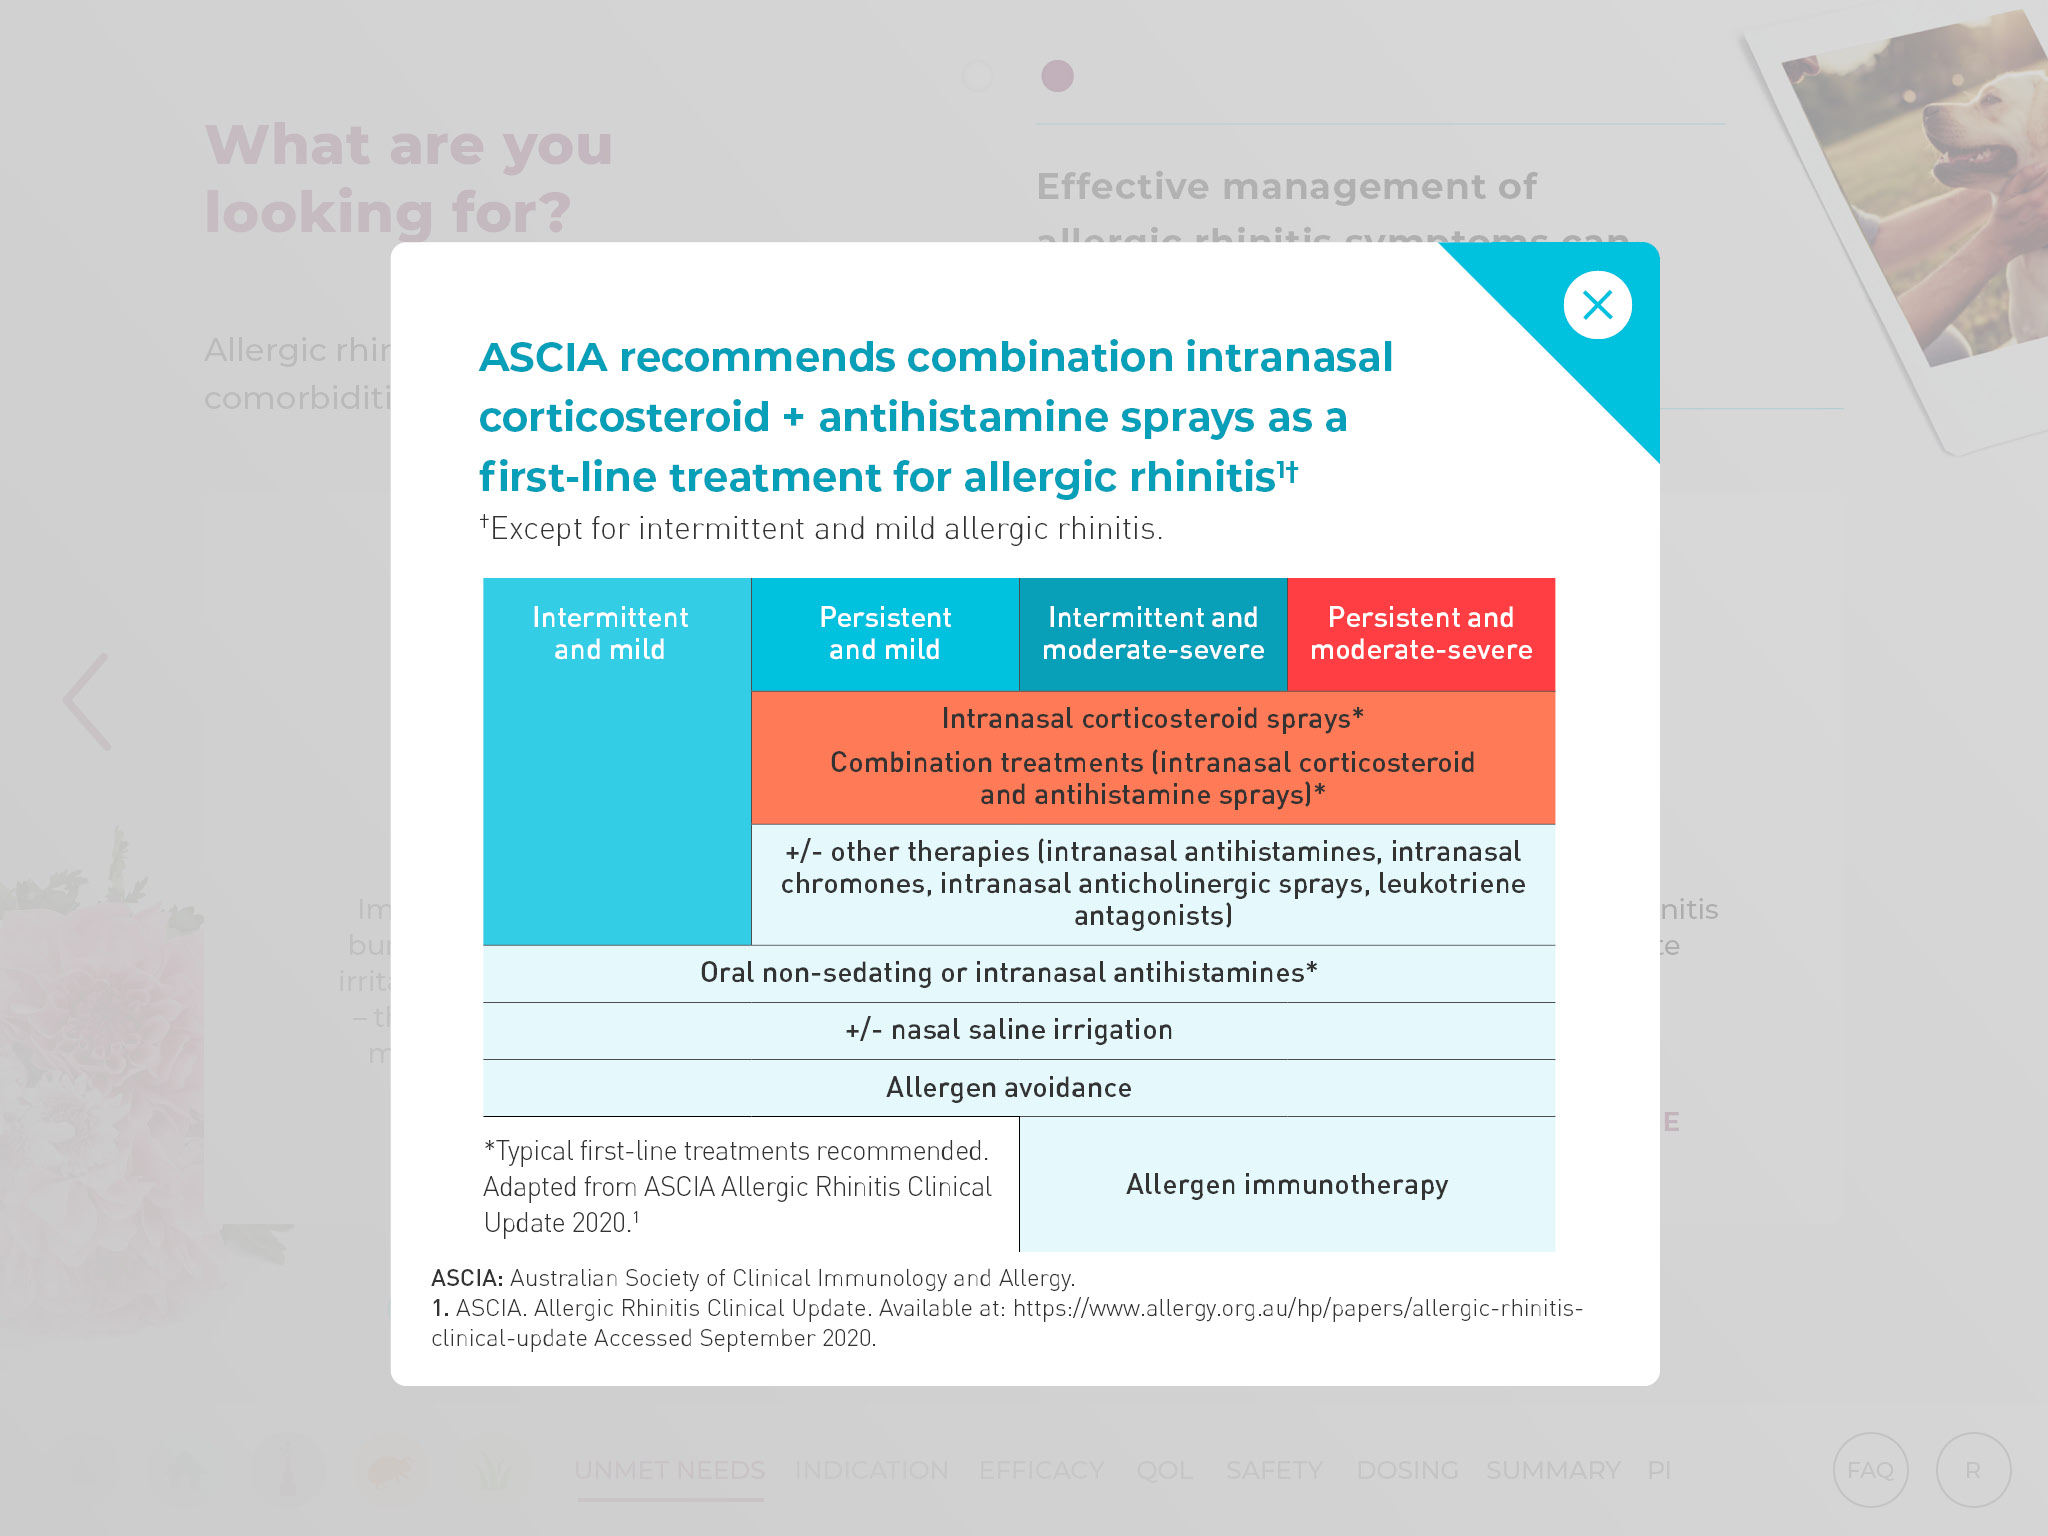 What are you
looking for?
Effective management of
allergic rhinitis symptoms can
Allergic
comorbiditi
ASCIA recommends combination intranasal
corticosteroid + antihistamine sprays as a
first-line treatment for allergic rhinitis¹†
†Except for intermittent and mild allergic rhinitis.
Intermittent
and mild
Persistent
and mild
Intermittent and
moderate-severe
Persistent and
moderate-severe
Intranasal corticosteroid sprays*
Combination treatments (intranasal corticosteroid
and antihistamine sprays)*
+/- other therapies (intranasal antihistamines, intranasal
chromones, intranasal anticholinergic sprays, leukotriene
antagonists)
Oral non-sedating or intranasal antihistamines*
+/- nasal saline irrigation
Allergen avoidance
*Typical first-line treatments recommended.
Adapted from ASCIA Allergic Rhinitis Clinical
Update 2020.¹
Allergen immunotherapy
ASCIA: Australian Society of Clinical Immunology and Allergy.
1. ASCIA. Allergic Rhinitis Clinical Update. Available at: https://www.allergy.org.au/hp/papers/allergic-rhinitis-
clinical-update Accessed September 2020.
UNMET NEEDS INDICATION EFFICACY QOL SAFETY DOSING SUMMARY PI FAQ R